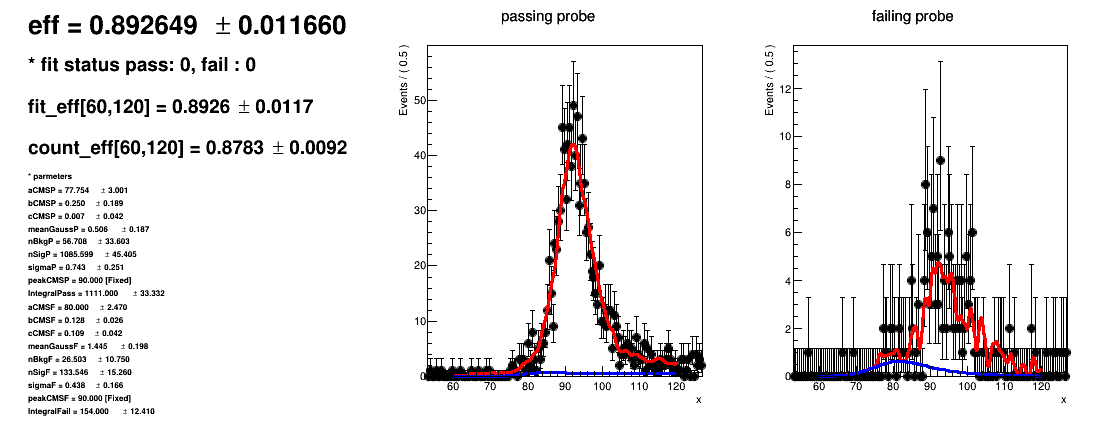 eff = 0.892649 ± 0.011660
* fit status pass: 0, fail : 0
fit_eff[60,120] = 0.8926 ± 0.0117
count_eff[60,120] = 0.8783 ± 0.0092
* parmeters
aCMSP = 77.754 ± 3.001
bCMSP = 0.250 ± 0.189
cCMSP = 0.007 ± 0.042
meanGaussP = 0.506 ± 0.187
nBkgP = 56.708 ± 33.603
nSigP = 1085.599 ± 45.405
sigmaP = 0.743 ± 0.251
peakCMSP = 90.000 [Fixed]
IntegralPass = 1111.000 ± 33.332
aCMSF = 80.000 ± 2.470
bCMSF = 0.128 ± 0.026
cCMSF = 0.109 ± 0.042
meanGaussF = 1.445 ± 0.198
nBkgF = 26.503 ± 10.750
nSigF = 133.546 ± 15.260
sigmaF = 0.438 ± 0.166
peakCMSF = 90.000 [Fixed]
IntegralFail = 154.000 ± 12.410
passing probe
Events / ( 0.5 )
50
40
30
20
10
0
60 70 80 90 100 110 120
x
failing probe
Events / ( 0.5 )
12
10
8
6
4
2
0
60 70 80 90 100 110 120
x